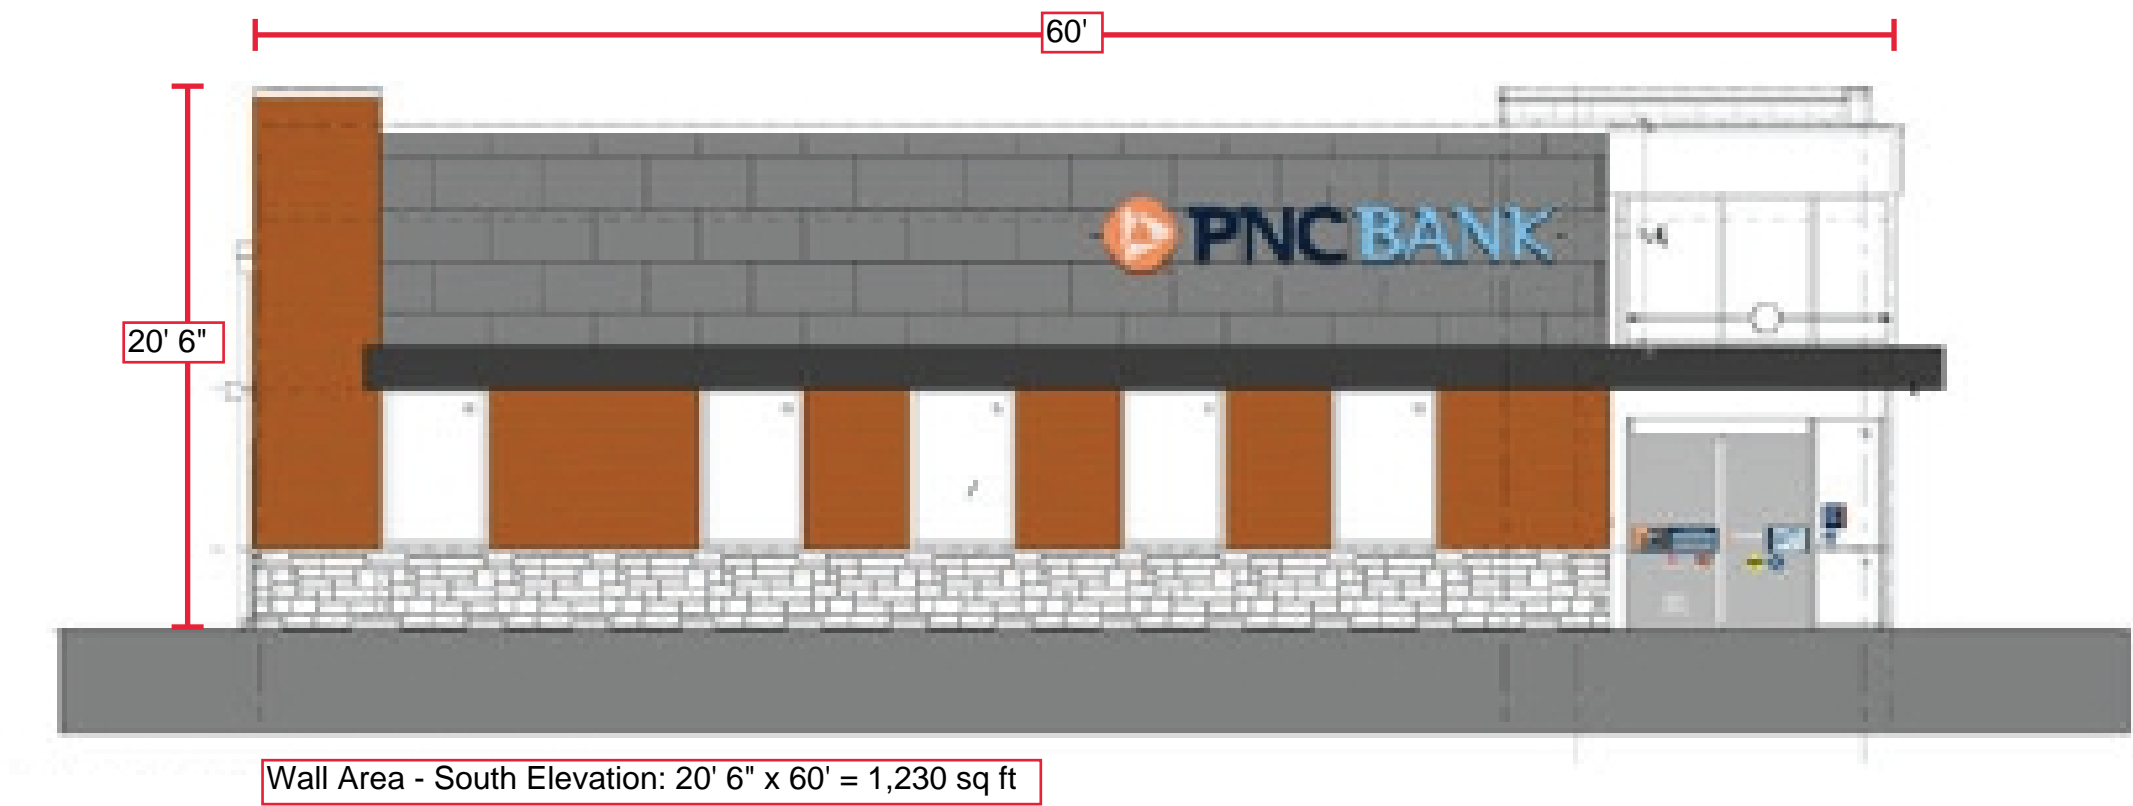 60'
20' 6"
PNC BANK
Wall Area - South Elevation: 20' 6" x 60' = 1,230 sq ft